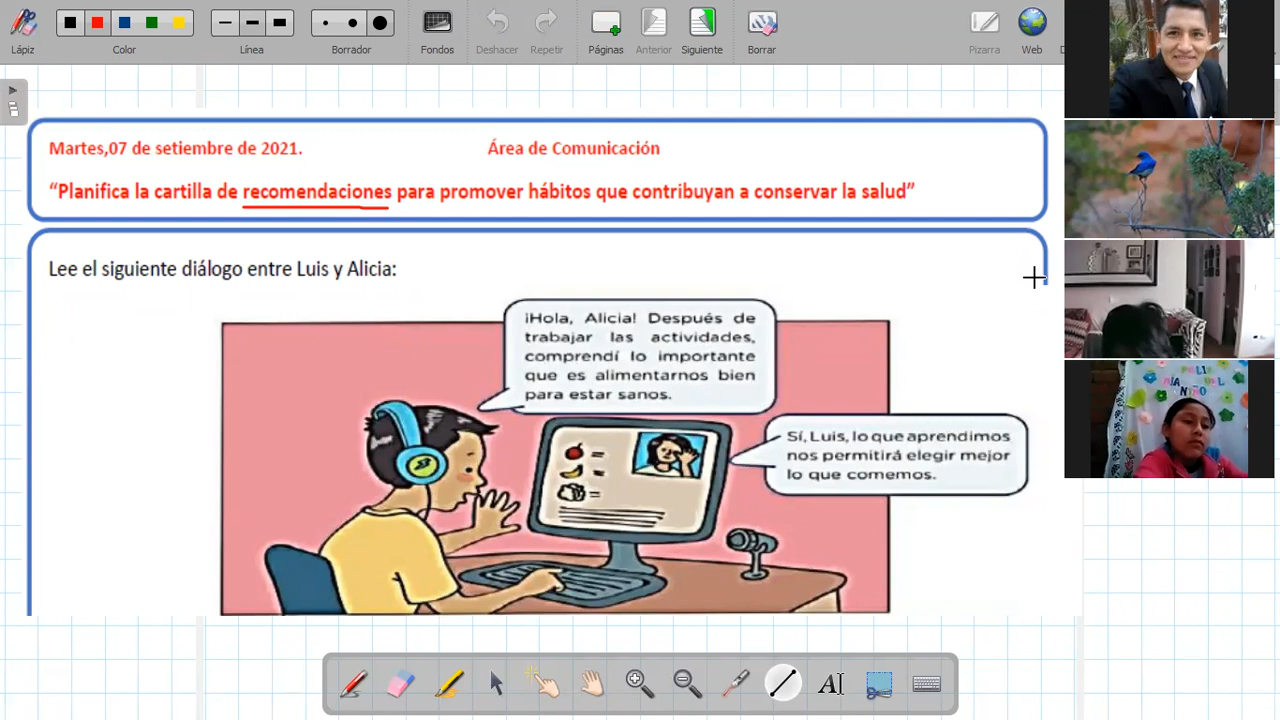 Lápiz
Color
Línea
Borrador
Fondos
Deshacer
Repetir
Páginas
Anterior
Siguiente
Borrar
Pizarra
Web
Martes,07 de setiembre de 2021.
Área de Comunicación
“Planifica la cartilla de recomendaciones para promover hábitos que contribuyan a conservar la salud”
Lee el siguiente diálogo entre Luis y Alicia:
¡Hola, Alicia! Después de
trabajar las actividades,
comprendí lo importante
que es alimentarnos bien
para estar sanos.
Sí, Luis, lo que aprendimos
nos permitirá elegir mejor
lo que comemos.